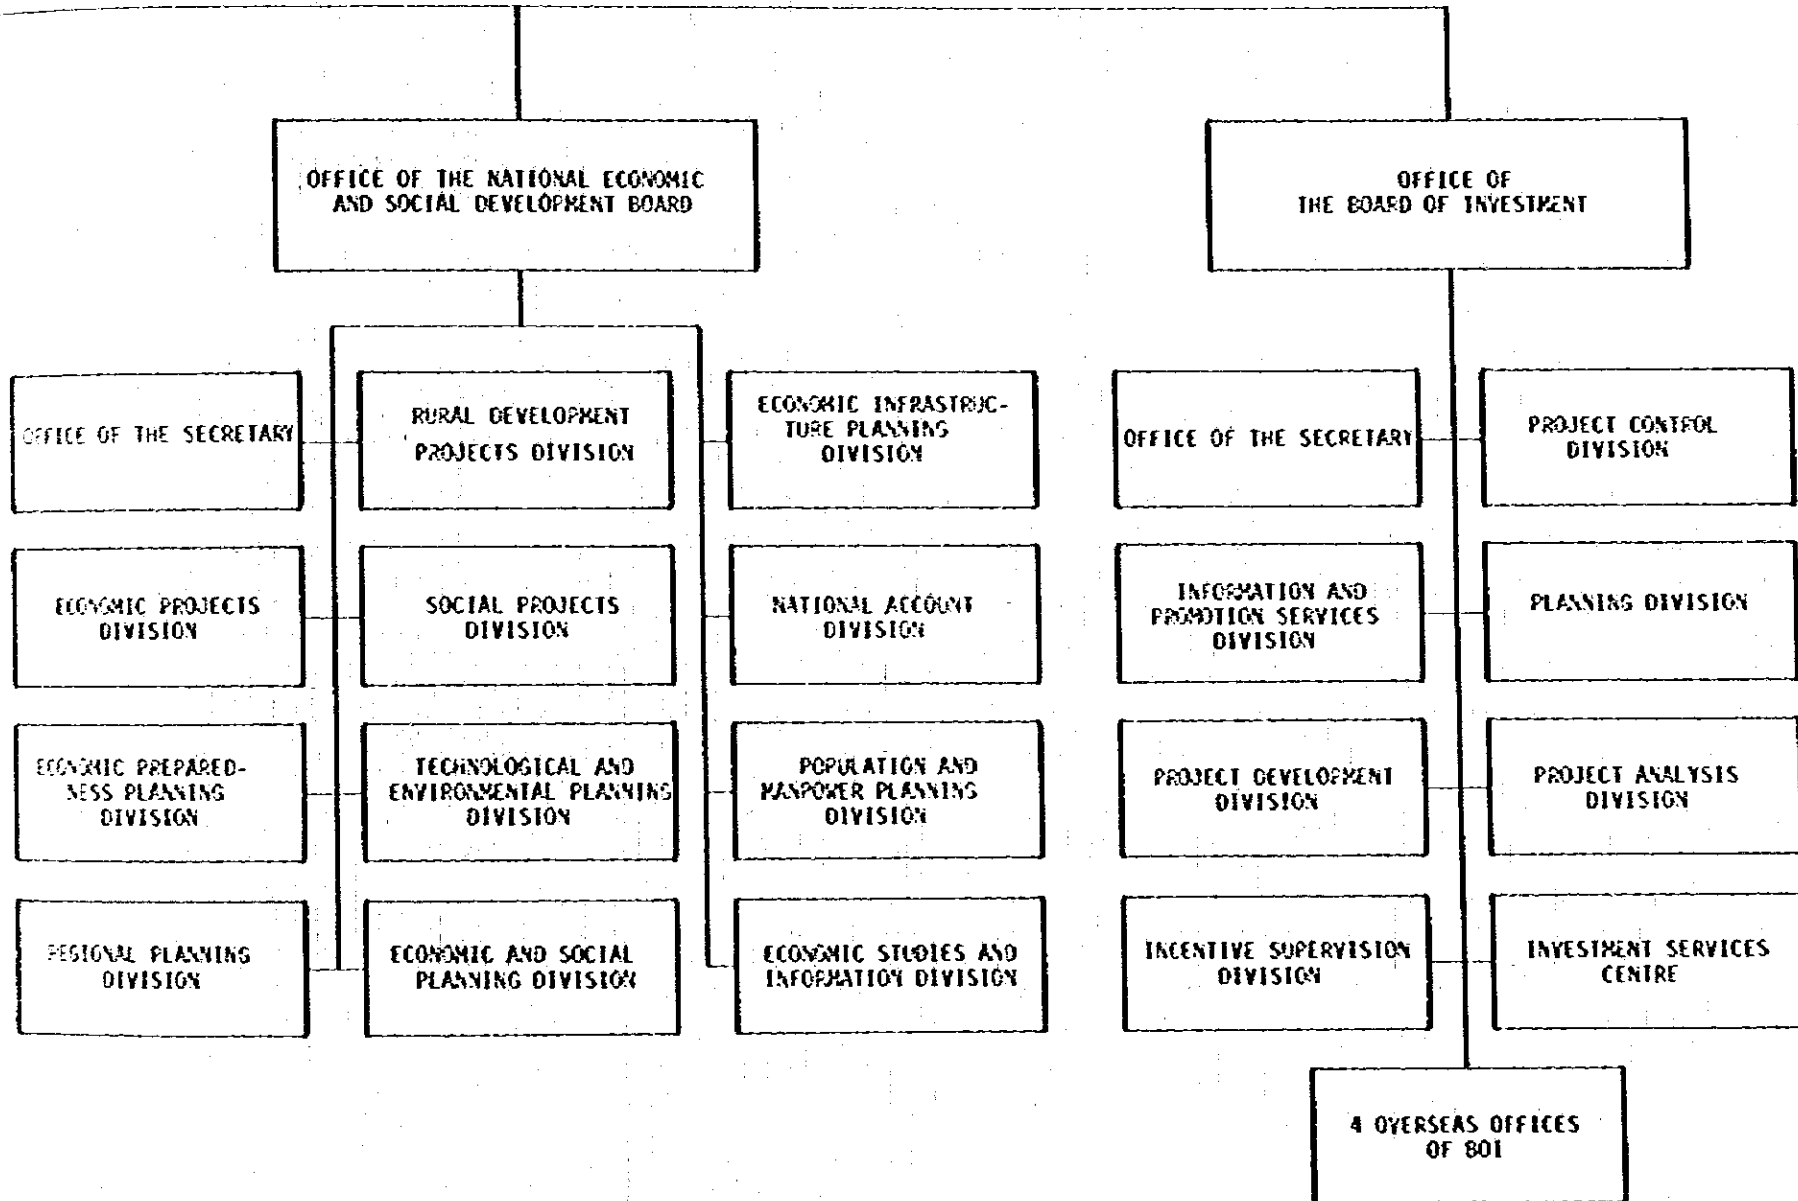 OFFICE OF THE NATIONAL ECONOMIC
AND SOCIAL DEVELOPMENT BOARD
OFFICE OF
THE BOARD OF INVESTMENT
OFFICE OF THE SECRETARY
RURAL DEVELOPMENT
PROJECTS DIVISION
ECONOMIC INFRASTRUC-
TURE PLANNING
DIVISION
OFFICE OF THE SECRETARY
PROJECT CONTROL
DIVISION
ECONOMIC PROJECTS
DIVISION
SOCIAL PROJECTS
DIVISION
NATIONAL ACCOUNT
DIVISION
INFORMATION AND
PROMOTION SERVICES
DIVISION
PLANNING DIVISION
ECONOMIC PREPARED-
NESS PLANNING
DIVISION
TECHNOLOGICAL AND
ENVIRONMENTAL PLANNING
DIVISION
POPULATION AND
MANPOWER PLANNING
DIVISION
PROJECT DEVELOPMENT
DIVISION
PROJECT ANALYSIS
DIVISION
REGIONAL PLANNING
DIVISION
ECONOMIC AND SOCIAL
PLANNING DIVISION
ECONOMIC STUDIES AND
INFORMATION DIVISION
INCENTIVE SUPERVISION
DIVISION
INVESTMENT SERVICES
CENTRE
4 OVERSEAS OFFICES
OF BOI